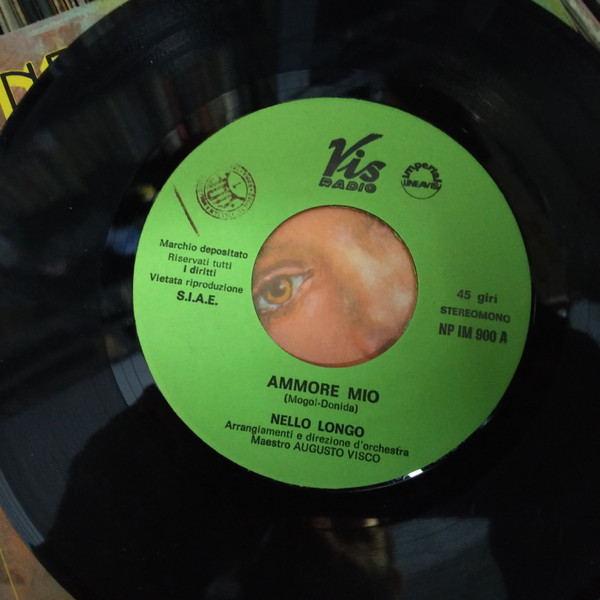 Vis
RADIO
Marchio depositato
Riservati tutti
I diritti
Vietata riproduzione
S.I.A.E.
45 giri
STEREOMONO
NP IM 900 A
AMMORE MIO
(Mogol-Donida)
NELLO LONGO
Arrangiamenti e direzione d'orchestra
Maestro AUGUSTO VISCO